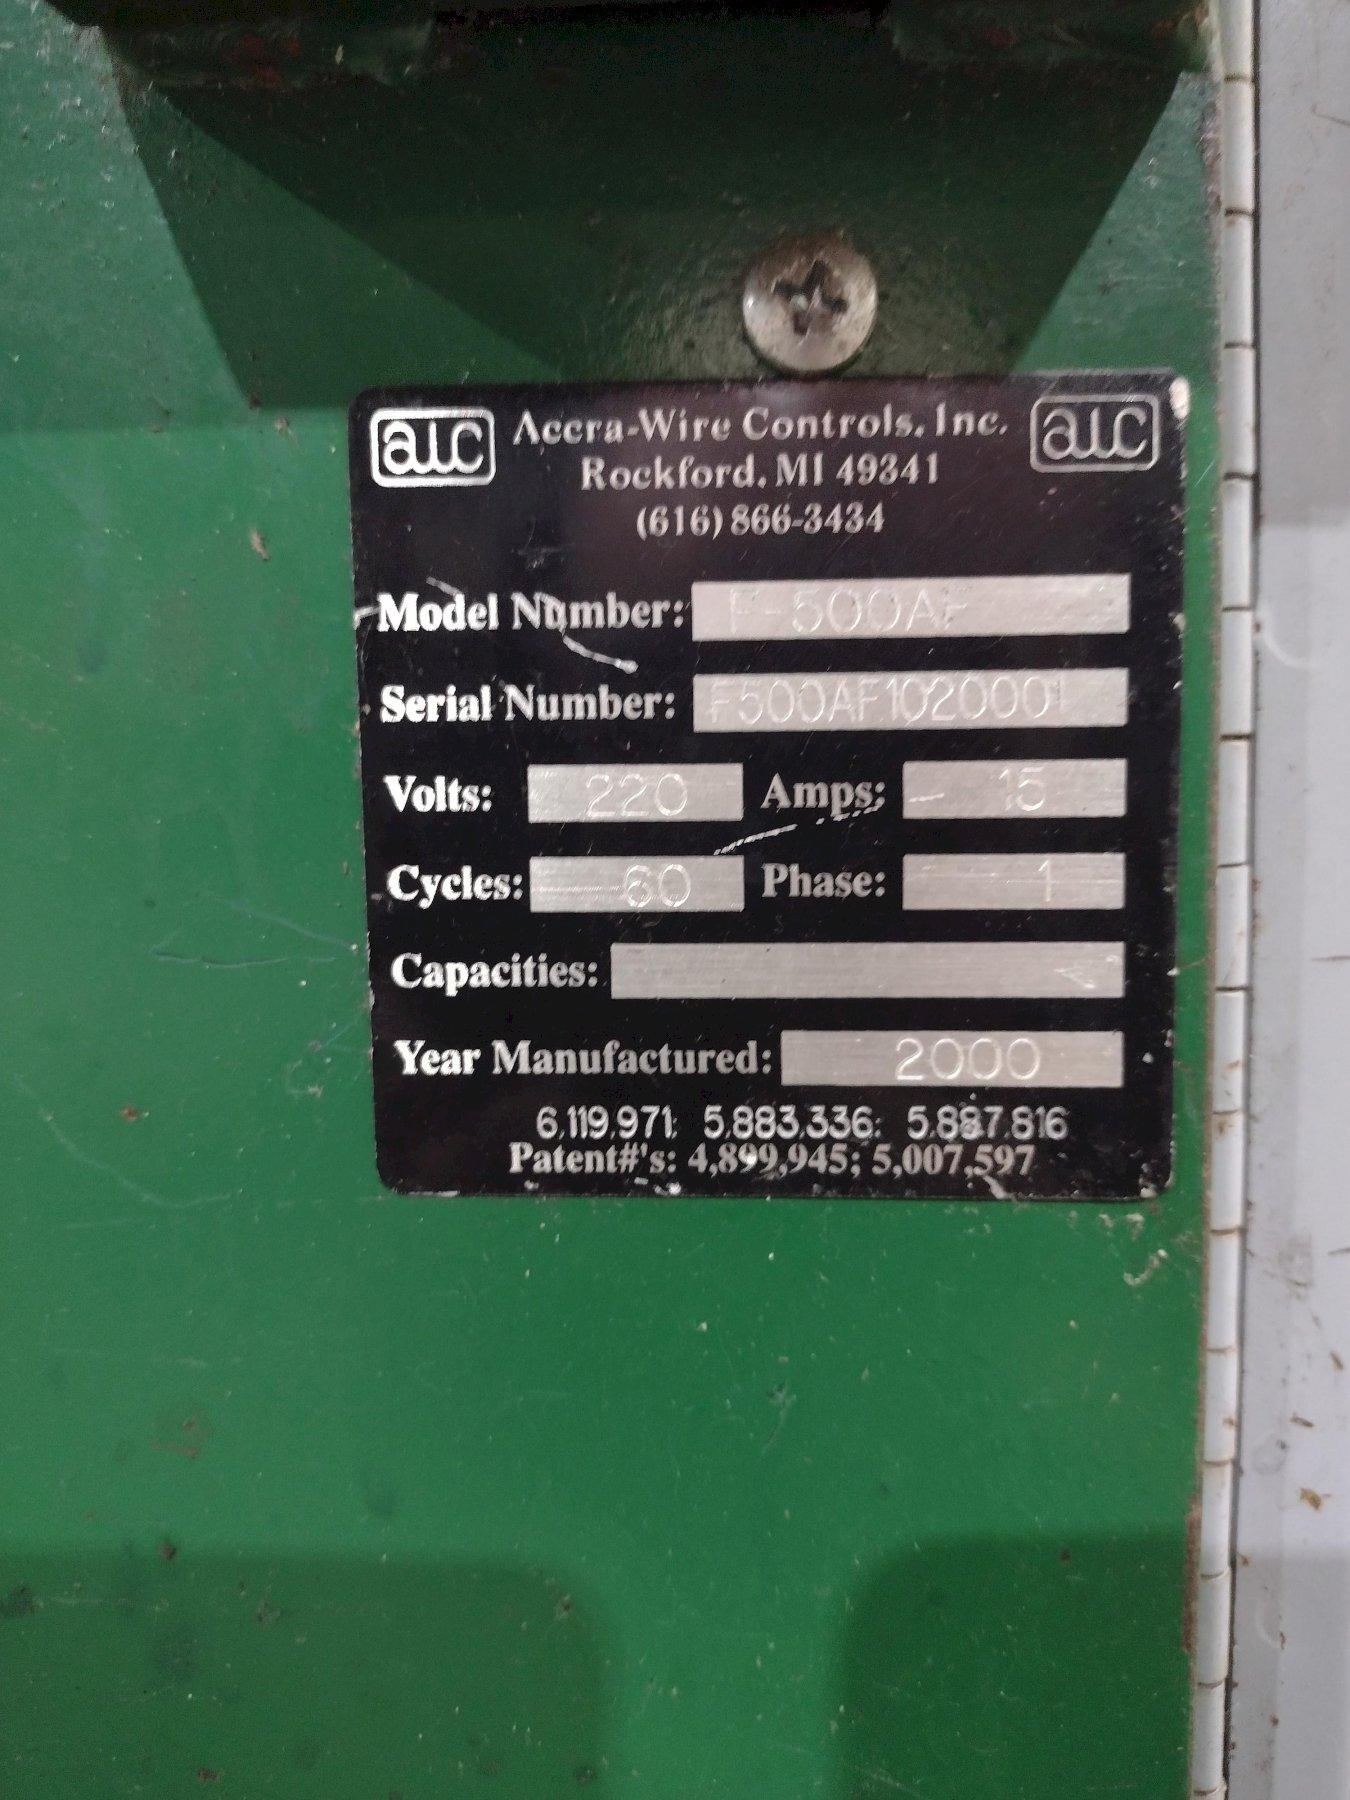 awc Accra-Wire Controls, Inc. awc
Rockford, MI 49341
(616) 866-3434
Model Number: F-500AF
Serial Number: F500AF1020001
Volts: 220 Amps: 15
Cycles: 60 Phase: 1
Capacities:
Year Manufactured: 2000
6,119,971; 5,883,336; 5,887,816
Patent#'s: 4,899,945; 5,007,597